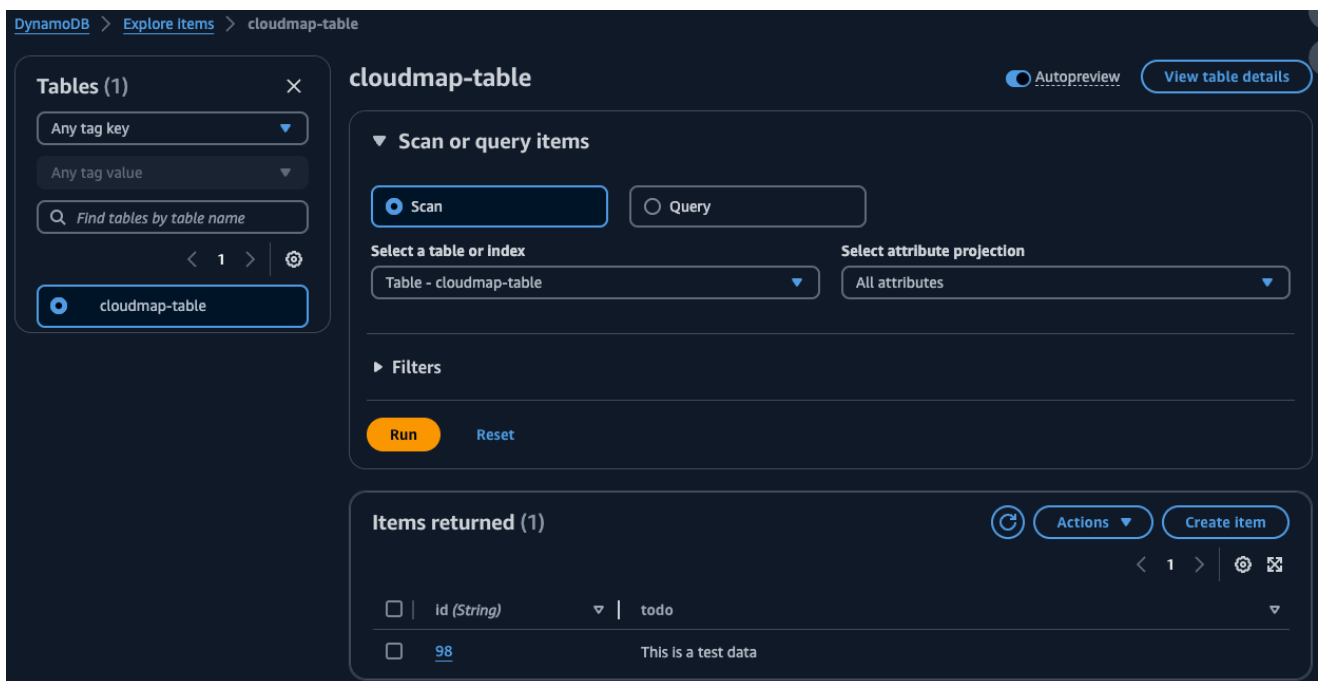 DynamoDB > Explore items > cloudmap-table
Tables (1)
Any tag key
Any tag value
Find tables by table name
1
cloudmap-table
cloudmap-table
Autopreview
View table details
Scan or query items
Scan
Query
Select a table or index
Select attribute projection
Table - cloudmap-table
All attributes
Filters
Run
Reset
Items returned (1)
Actions
Create item
1
id (String)
todo
98
This is a test data